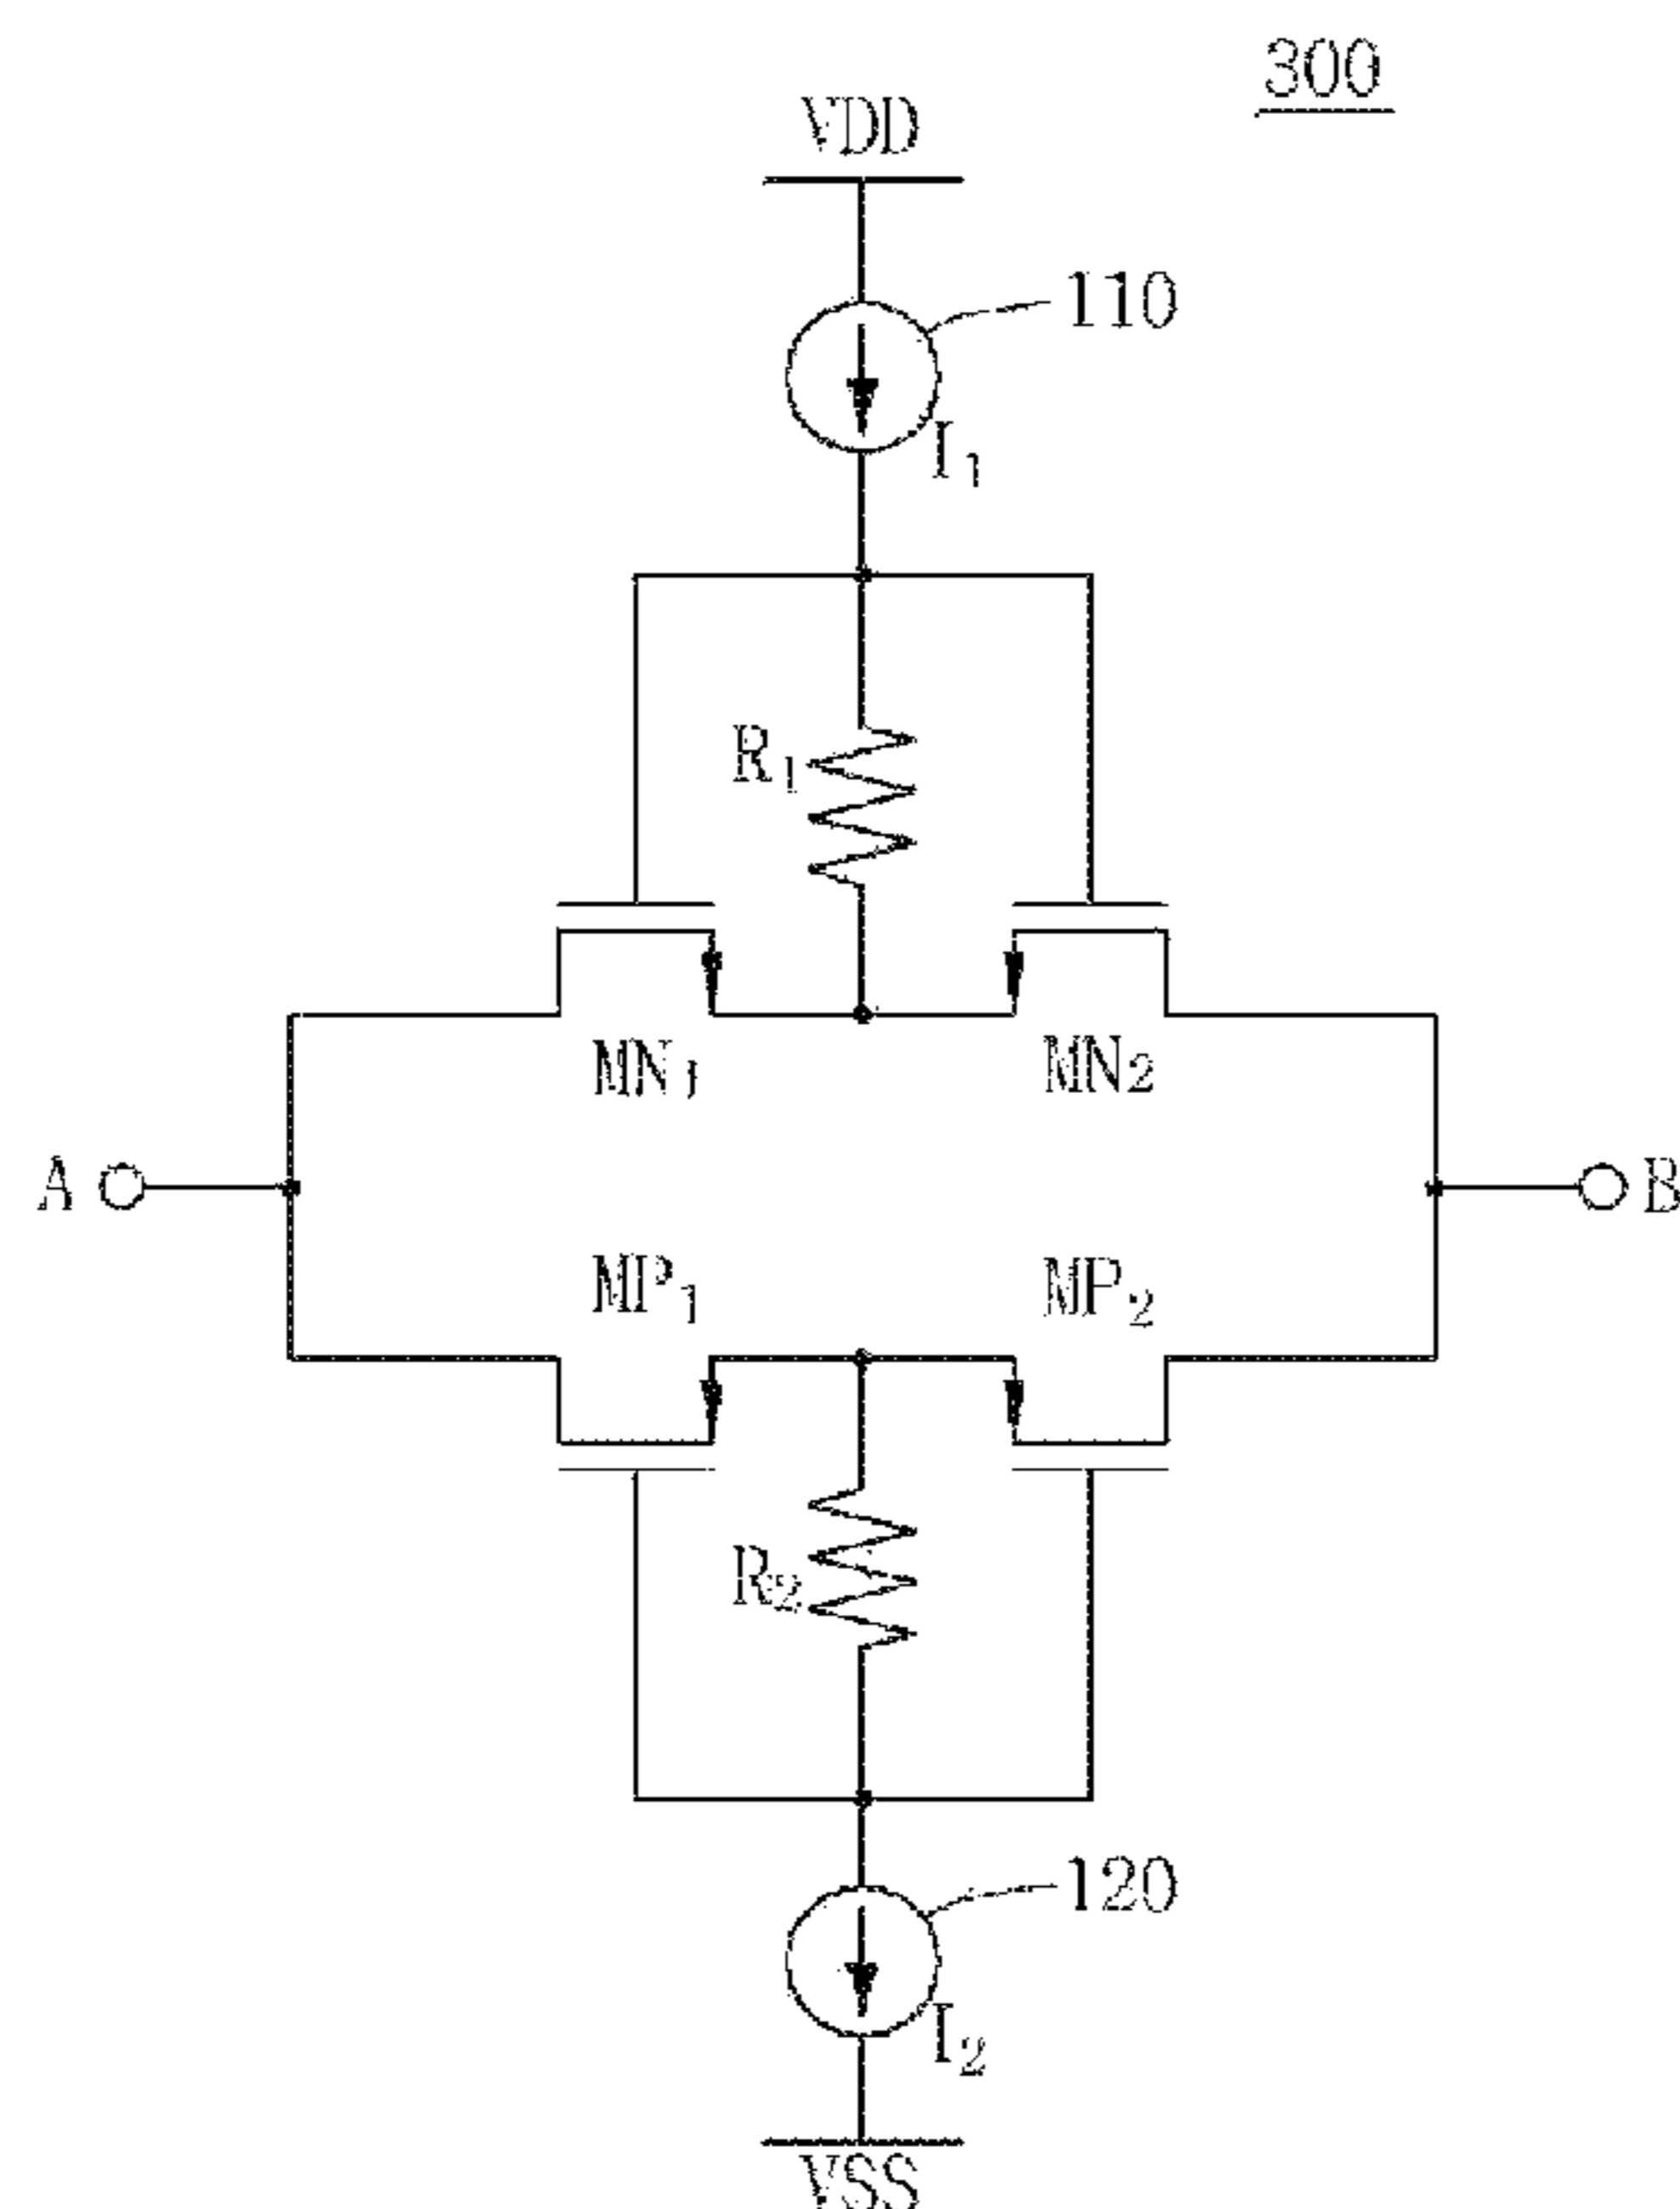 300
VDD
110
I₁
R₁
MN₁ MN₂
A B
MP₁ MP₂
R₂
120
I₂
VSS